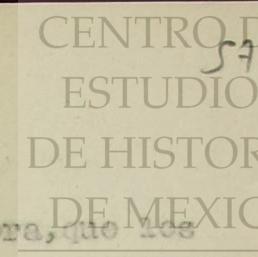 CENTRO D
57
ESTUDIO
DE HISTOR
DE MEXIC
ra, que los